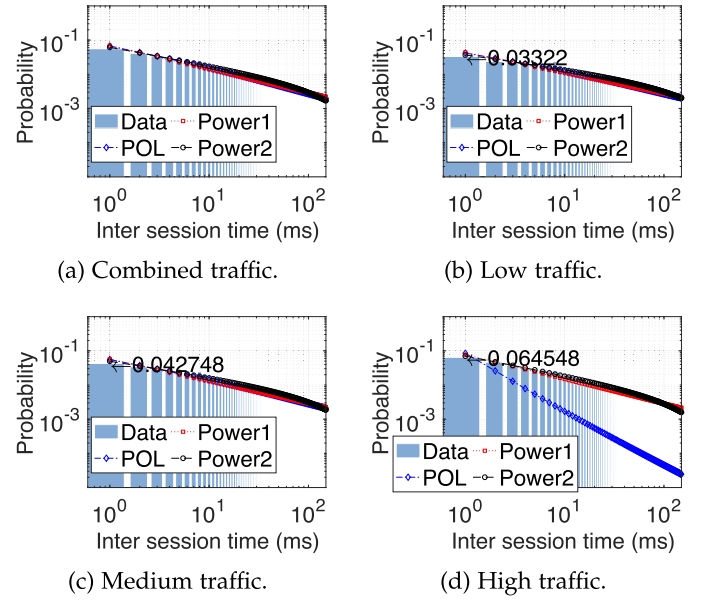 10^-1
10^-3
Probability
Data
Power1
POL
Power2
10^0
10^1
10^2
Inter session time (ms)
(a) Combined traffic.
10^-1
10^-3
Probability
0.03322
Data
Power1
POL
Power2
10^0
10^1
10^2
Inter session time (ms)
(b) Low traffic.
10^-1
10^-3
Probability
0.042748
Data
Power1
POL
Power2
10^0
10^1
10^2
Inter session time (ms)
(c) Medium traffic.
10^-1
10^-3
Probability
0.064548
Data
Power1
POL
Power2
10^0
10^1
10^2
Inter session time (ms)
(d) High traffic.